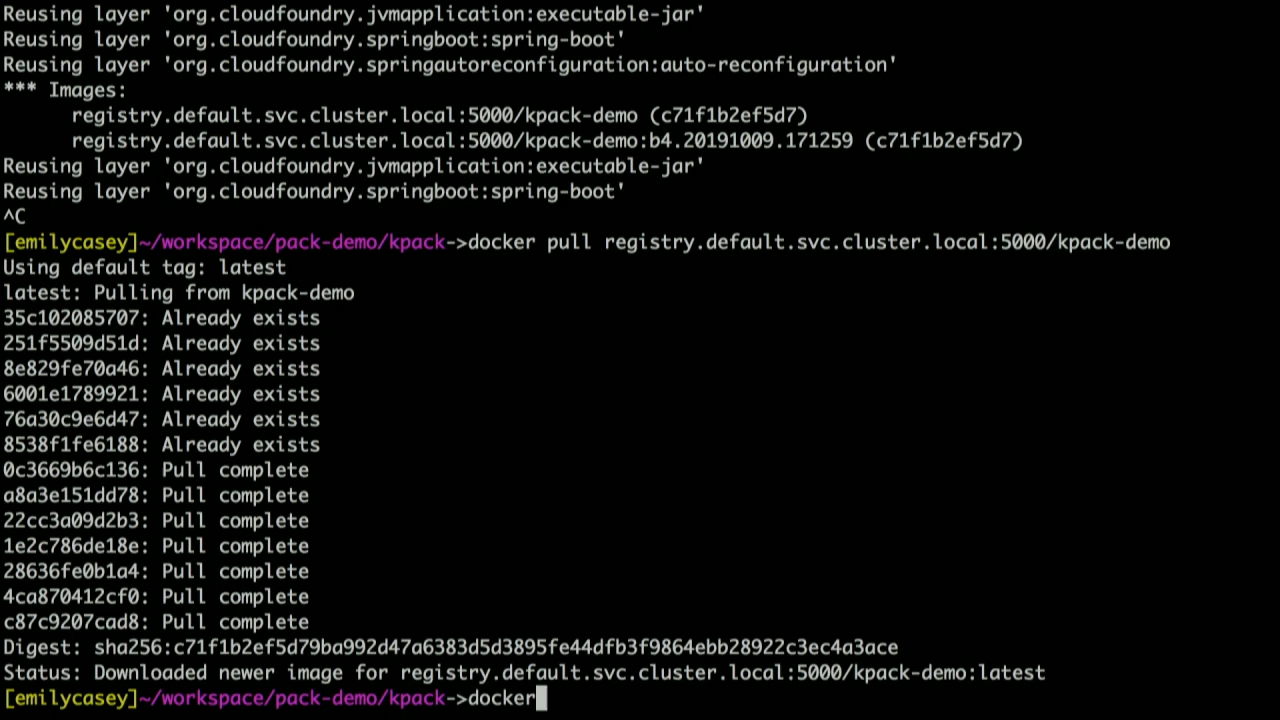 Reusing layer 'org.cloudfoundry.jvmapplication:executable-jar'
Reusing layer 'org.cloudfoundry.springboot:spring-boot'
Reusing layer 'org.cloudfoundry.springautoreconfiguration:auto-reconfiguration'
*** Images:
registry.default.svc.cluster.local:5000/kpack-demo (c71f1b2ef5d7)
registry.default.svc.cluster.local:5000/kpack-demo:b4.20191009.171259 (c71f1b2ef5d7)
Reusing layer 'org.cloudfoundry.jvmapplication:executable-jar'
Reusing layer 'org.cloudfoundry.springboot:spring-boot'
^C
[emilycasey]~/workspace/pack-demo/kpack->docker pull registry.default.svc.cluster.local:5000/kpack-demo
Using default tag: latest
latest: Pulling from kpack-demo
35c102085707: Already exists
251f5509d51d: Already exists
8e829fe70a46: Already exists
6001e1789921: Already exists
76a30c9e6d47: Already exists
8538f1fe6188: Already exists
0c3669b6c136: Pull complete
a8a3e151dd78: Pull complete
22cc3a09d2b3: Pull complete
1e2c786de18e: Pull complete
28636fe0b1a4: Pull complete
4ca870412cf0: Pull complete
c87c9207cad8: Pull complete
Digest: sha256:c71f1b2ef5d79ba992d47a6383d5d3895fe44dfb3f9864ebb28922c3ec4a3ace
Status: Downloaded newer image for registry.default.svc.cluster.local:5000/kpack-demo:latest
[emilycasey]~/workspace/pack-demo/kpack->docker